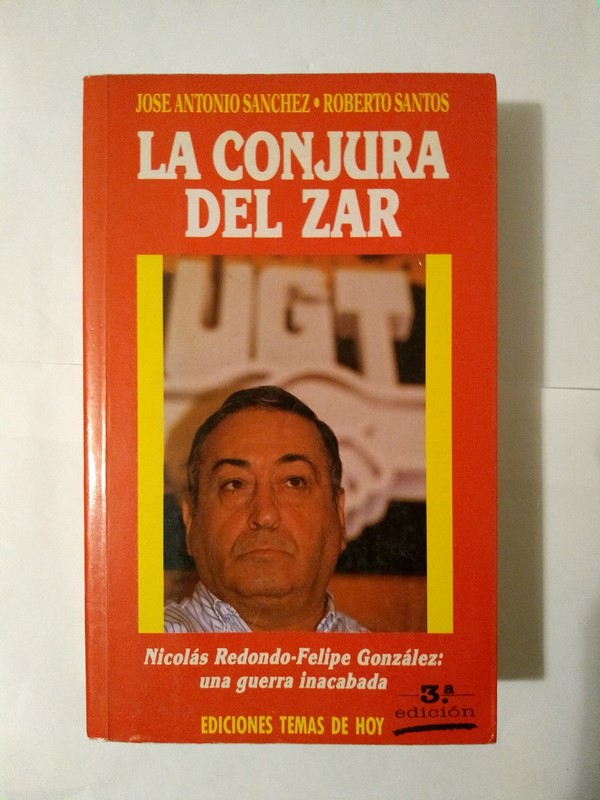 JOSE ANTONIO SANCHEZ • ROBERTO SANTOS
LA CONJURA
DEL ZAR
UGT
Nicolás Redondo-Felipe González:
una guerra inacabada
3.ª
edición
EDICIONES TEMAS DE HOY